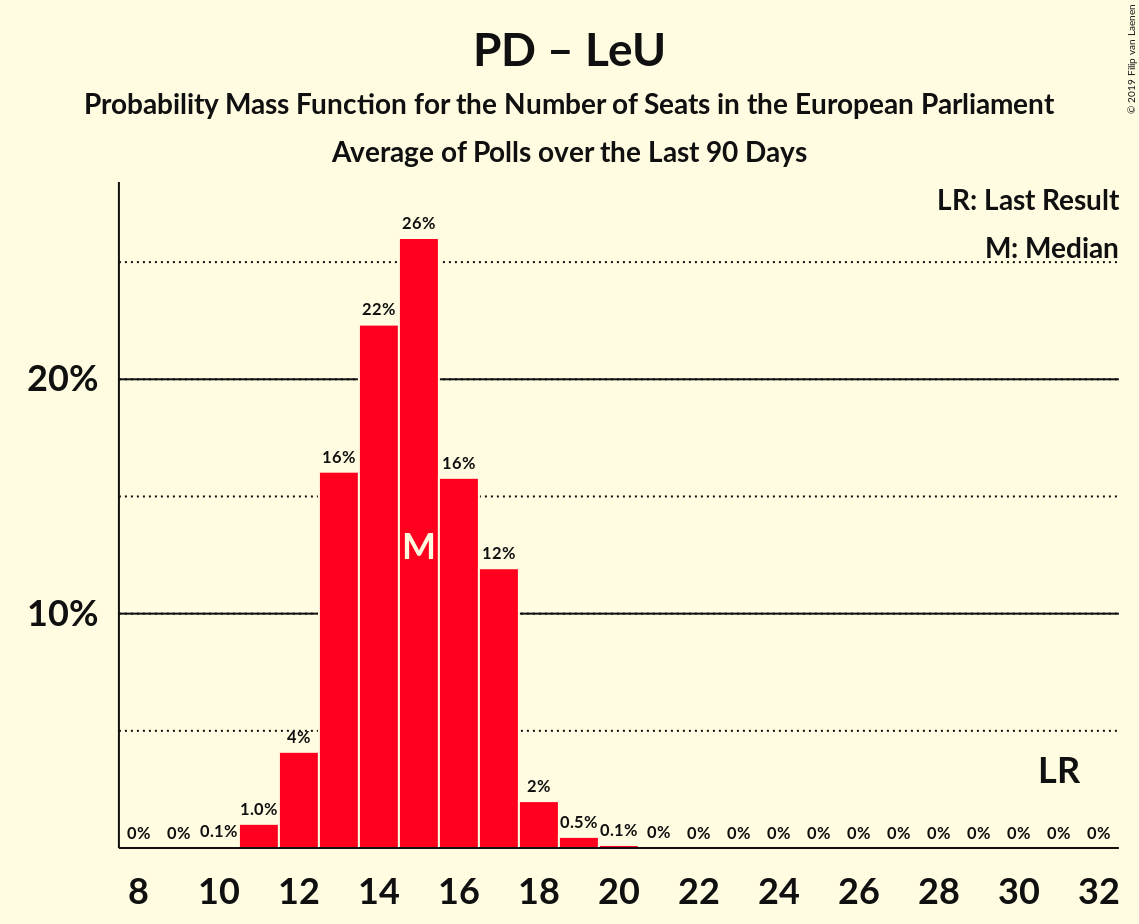 PD – LeU
Probability Mass Function for the Number of Seats in the European Parliament
Average of Polls over the Last 90 Days
© 2019 Filip van Laenen
LR: Last Result
M: Median
26%
22%
20%
16%
16%
M
12%
10%
4%
LR
2%
1.0%
0.5%
0% 0% 0.1% 0.1% 0% 0% 0% 0% 0% 0% 0% 0% 0% 0% 0% 0%
8 10 12 14 16 18 20 22 24 26 28 30 32